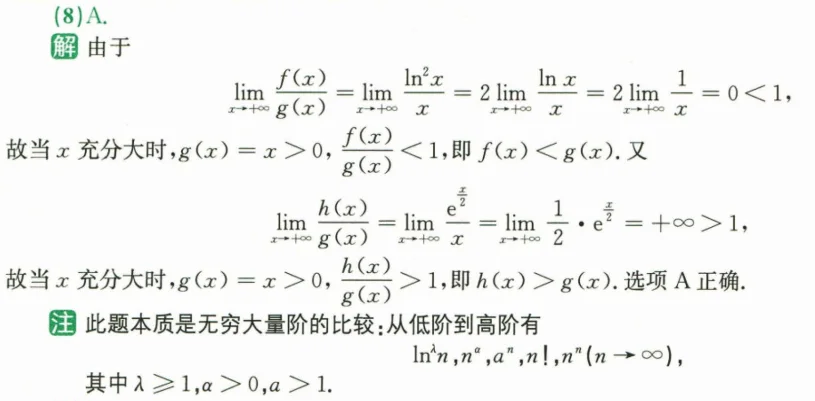 (8)A.
解 由于
$$\lim_{x\to+\infty}\frac{f(x)}{g(x)}=\lim_{x\to+\infty}\frac{\ln^2 x}{x}=2\lim_{x\to+\infty}\frac{\ln x}{x}=2\lim_{x\to+\infty}\frac{1}{x}=0<1,$$
故当 $x$ 充分大时,$g(x)=x>0,\frac{f(x)}{g(x)}<1$,即 $f(x)<g(x)$.又
$$\lim_{x\to+\infty}\frac{h(x)}{g(x)}=\lim_{x\to+\infty}\frac{e^{\frac{x}{2}}}{x}=\lim_{x\to+\infty}\frac{1}{2}\cdot e^{\frac{x}{2}}=+\infty>1,$$
故当 $x$ 充分大时,$g(x)=x>0,\frac{h(x)}{g(x)}>1$,即 $h(x)>g(x)$.选项 A 正确.
注 此题本质是无穷大量阶的比较:从低阶到高阶有
$$\ln^{\lambda}n,n^{\alpha},a^n,n!,n^n(n\to\infty),$$
其中 $\lambda\geqslant 1,\alpha>0,a>1$.